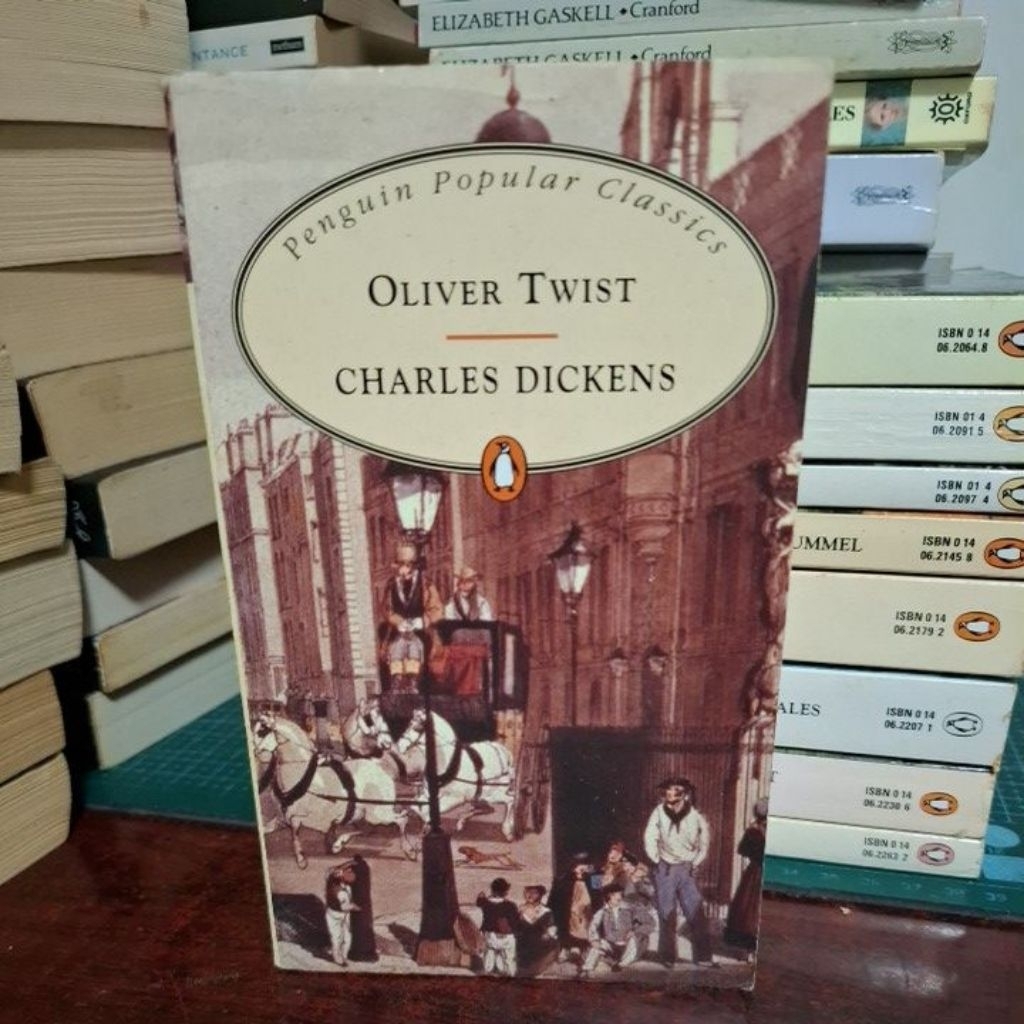 ELIZABETH GASKELL • Cranford
NTANCE
ELIZABETH GASKELL • Cranford
ES
Penguin Popular Classics
OLIVER TWIST
CHARLES DICKENS
ISBN 0 14
06.2064.8
ISBN 01 4
06.2091 5
ISBN 01 4
06.2097 4
UMMEL
ISBN 0 14
06.2145 8
ISBN 0 14
06.2179 2
ALES
ISBN 0 14
06.2207 1
T
ISBN 0 14
06.2230 6
ISBN 0 14
06.2263 2
39